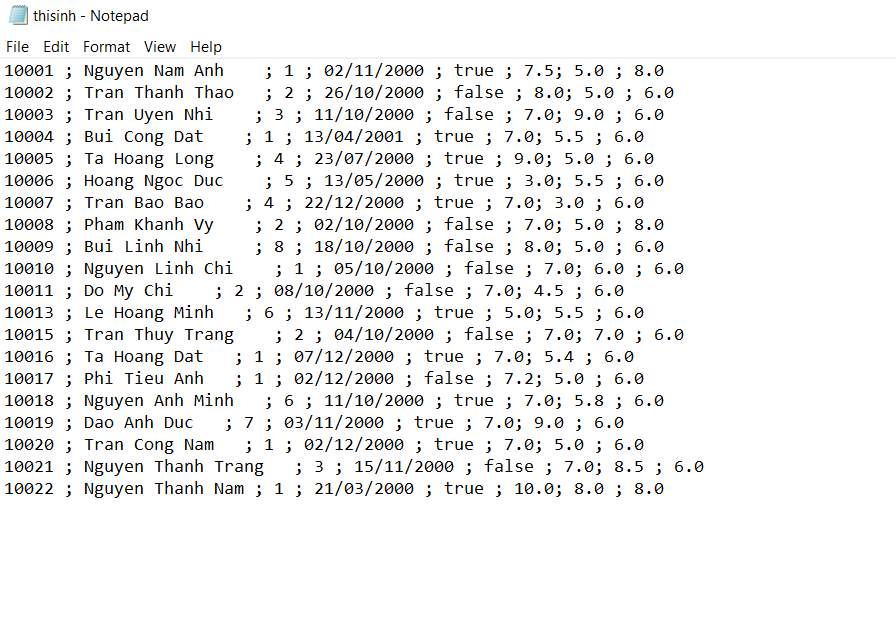 thisinh - Notepad
File Edit Format View Help
10001 ; Nguyen Nam Anh    ; 1 ; 02/11/2000 ; true ; 7.5; 5.0 ; 8.0
10002 ; Tran Thanh Thao   ; 2 ; 26/10/2000 ; false ; 8.0; 5.0 ; 6.0
10003 ; Tran Uyen Nhi    ; 3 ; 11/10/2000 ; false ; 7.0; 9.0 ; 6.0
10004 ; Bui Cong Dat    ; 1 ; 13/04/2001 ; true ; 7.0; 5.5 ; 6.0
10005 ; Ta Hoang Long    ; 4 ; 23/07/2000 ; true ; 9.0; 5.0 ; 6.0
10006 ; Hoang Ngoc Duc    ; 5 ; 13/05/2000 ; true ; 3.0; 5.5 ; 6.0
10007 ; Tran Bao Bao    ; 4 ; 22/12/2000 ; true ; 7.0; 3.0 ; 6.0
10008 ; Pham Khanh Vy    ; 2 ; 02/10/2000 ; false ; 7.0; 5.0 ; 8.0
10009 ; Bui Linh Nhi     ; 8 ; 18/10/2000 ; false ; 8.0; 5.0 ; 6.0
10010 ; Nguyen Linh Chi    ; 1 ; 05/10/2000 ; false ; 7.0; 6.0 ; 6.0
10011 ; Do My Chi    ; 2 ; 08/10/2000 ; false ; 7.0; 4.5 ; 6.0
10013 ; Le Hoang Minh   ; 6 ; 13/11/2000 ; true ; 5.0; 5.5 ; 6.0
10015 ; Tran Thuy Trang    ; 2 ; 04/10/2000 ; false ; 7.0; 7.0 ; 6.0
10016 ; Ta Hoang Dat   ; 1 ; 07/12/2000 ; true ; 7.0; 5.4 ; 6.0
10017 ; Phi Tieu Anh   ; 1 ; 02/12/2000 ; false ; 7.2; 5.0 ; 6.0
10018 ; Nguyen Anh Minh   ; 6 ; 11/10/2000 ; true ; 7.0; 5.8 ; 6.0
10019 ; Dao Anh Duc   ; 7 ; 03/11/2000 ; true ; 7.0; 9.0 ; 6.0
10020 ; Tran Cong Nam   ; 1 ; 02/12/2000 ; true ; 7.0; 5.0 ; 6.0
10021 ; Nguyen Thanh Trang   ; 3 ; 15/11/2000 ; false ; 7.0; 8.5 ; 6.0
10022 ; Nguyen Thanh Nam ; 1 ; 21/03/2000 ; true ; 10.0; 8.0 ; 8.0